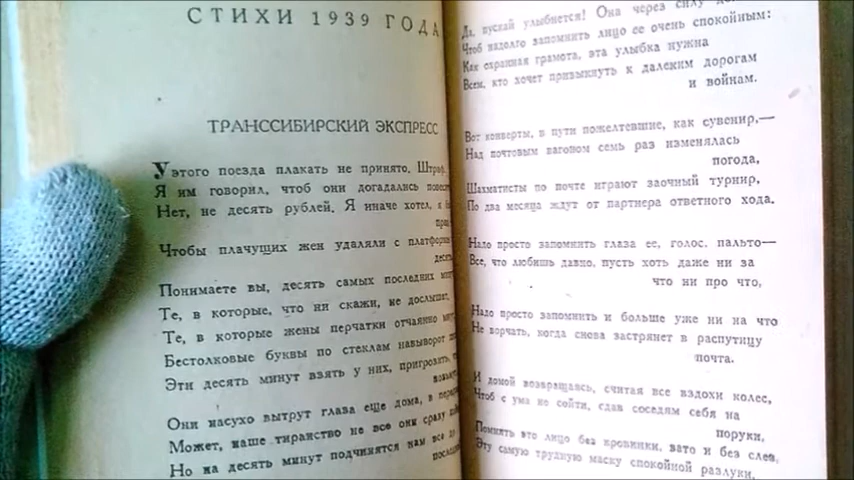 СТИХИ 1939 ГОДА
ТРАНССИБИРСКИЙ ЭКСПРЕСС
У этого поезда плакать не принято. Штраф.
Я им говорил, чтоб они догадались
Нет, не десять рублей. Я иначе хотел,
Чтобы плачущих жен удаляли с
Понимаете вы, десять самых последних
Те, в которые, что ни скажи, не
Те, в которые жены перчатки отчаянно
Бестолковые буквы по стеклам навыворот
Эти десять минут взять у них, пригрозить,
Они насухо вытрут глаза еще дома, в
Может, наше тиранство не все они сразу
Но на десять минут подчинятся нам все
Да, пускай улыбнется! Она через силу
Чтоб надолго запомнить лицо ее очень спокойным:
Как охранная грамота, эта улыбка нужна
Всем, кто хочет привыкнуть к далеким дорогам
и войнам.
Вот конверты, в пути пожелтевшие, как сувенир,—
Над почтовым вагоном семь раз изменялась
погода,
Шахматисты по почте играют заочный турнир,
По два месяца ждут от партнера ответного хода.
Надо просто запомнить глаза ее, голос. пальто—
Все, что любишь давно, пусть хоть даже ни за
что ни про что,
Надо просто запомнить и больше уже ни на что
Не ворчать, когда снова застрянет в распутицу
почта.
И домой возвращаясь, считая все вздохи колес,
Чтоб с ума не сойти, сдав соседям себя на
поруки,
Помнить это лицо без кровинки, зато и без слез,
Эту самую трудную маску спокойной разлуки.